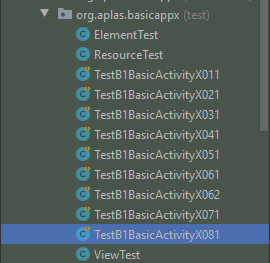 org.aplas.basicappx (test)
ElementTest
ResourceTest
TestB1BasicActivityX011
TestB1BasicActivityX021
TestB1BasicActivityX031
TestB1BasicActivityX041
TestB1BasicActivityX051
TestB1BasicActivityX061
TestB1BasicActivityX062
TestB1BasicActivityX071
TestB1BasicActivityX081
ViewTest